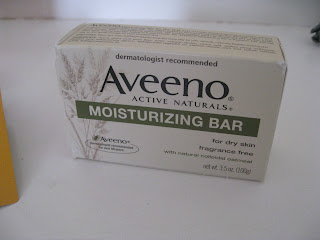 dermatologist recommended
Aveeno®
ACTIVE NATURALS®
MOISTURIZING BAR
for dry skin
fragrance free
with natural colloidal oatmeal
net wt. 3.5 oz. (100g)
Aveeno®